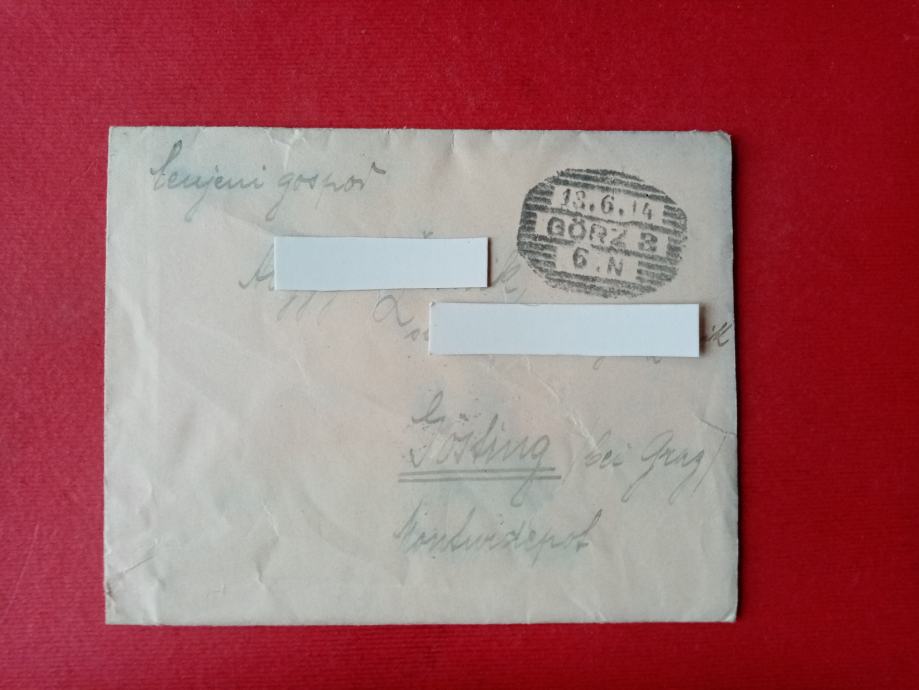 Cenjeni gospod
13.6.14
GÖRZ 3
6.N
Gösting (bei Graz)
Monturdepot